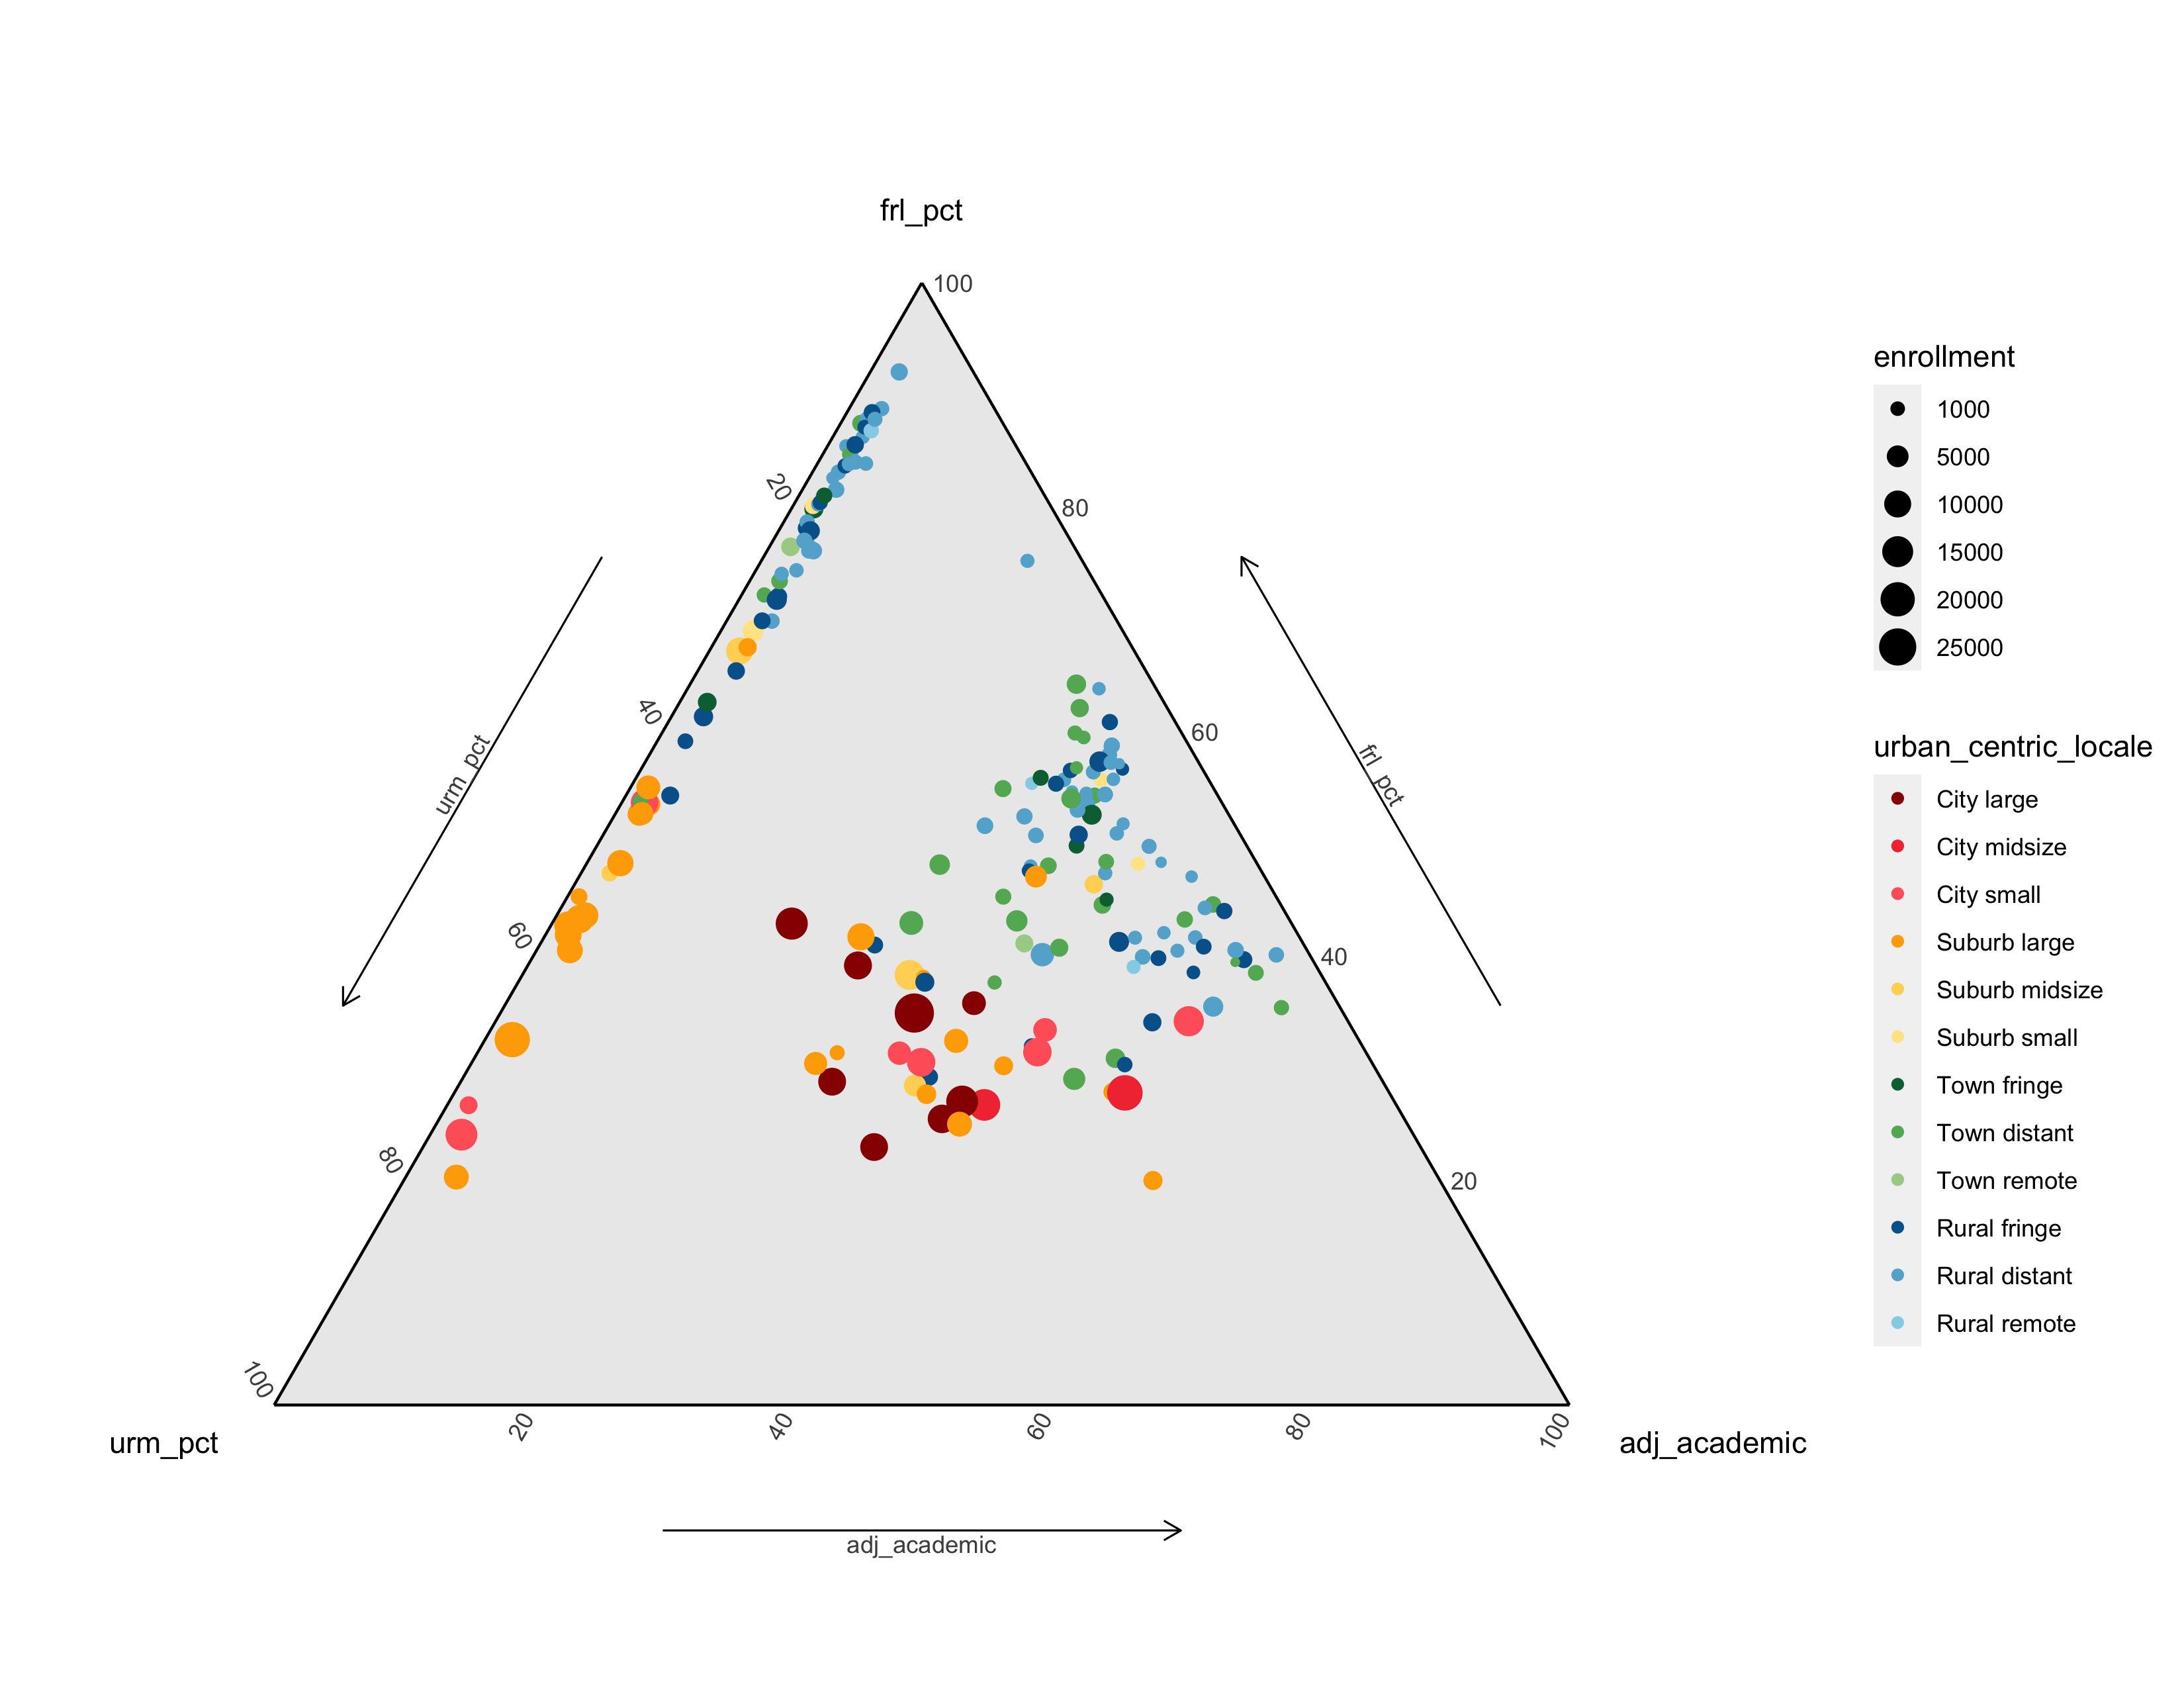 frl_pct
100
20
80
40
60
urm_pct
frl_pct
60
40
80
20
100
20
40
60
80
100
urm_pct
adj_academic
adj_academic
enrollment
1000
5000
10000
15000
20000
25000
urban_centric_locale
City large
City midsize
City small
Suburb large
Suburb midsize
Suburb small
Town fringe
Town distant
Town remote
Rural fringe
Rural distant
Rural remote